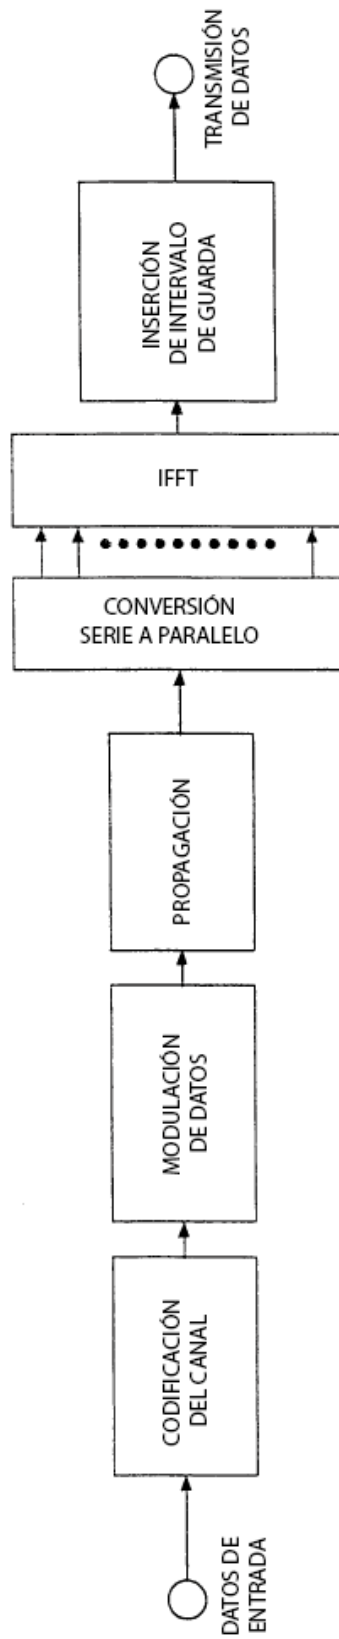 DATOS DE
ENTRADA
CODIFICACIÓN
DEL CANAL
MODULACIÓN
DE DATOS
PROPAGACIÓN
CONVERSIÓN
SERIE A PARALELO
IFFT
INSERCIÓN
DE INTERVALO
DE GUARDA
TRANSMISIÓN
DE DATOS